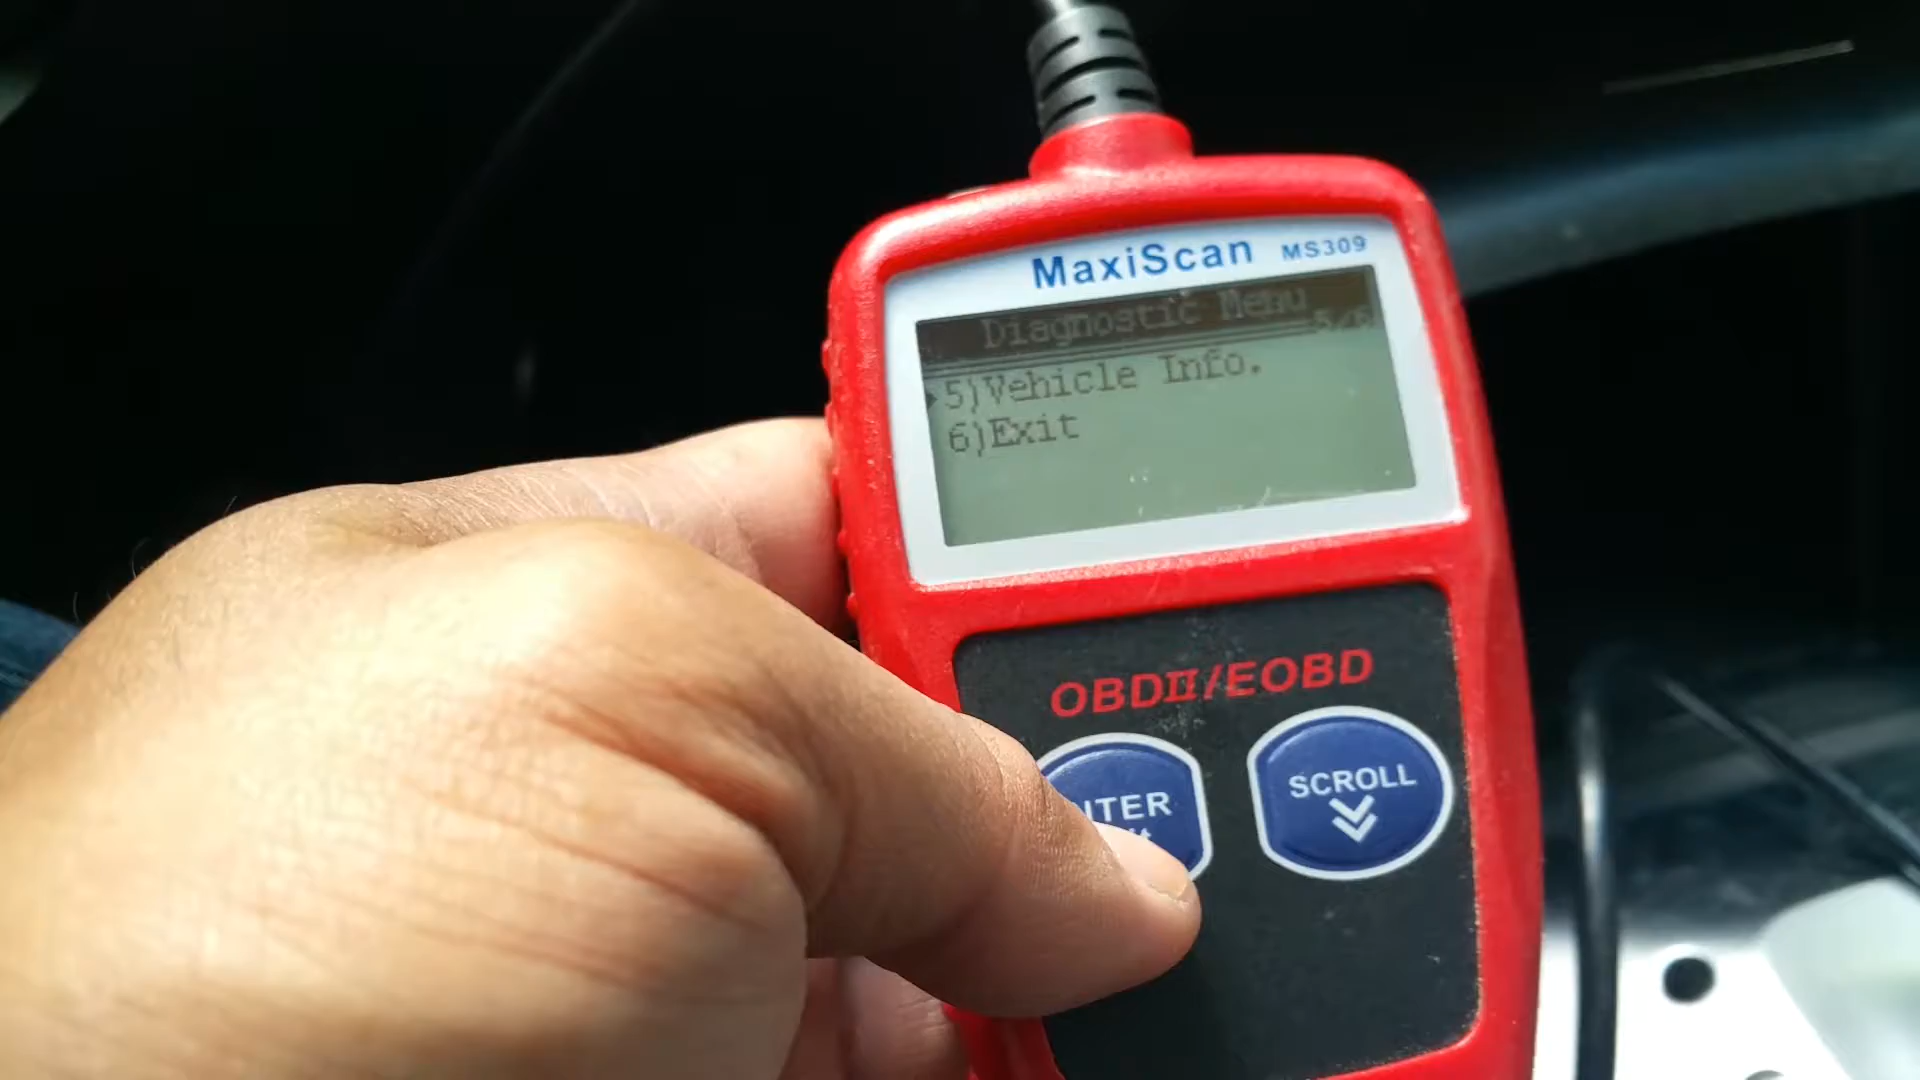 MaxiScan MS309
Diagnostic Menu
5/6
5)Vehicle Info.
6)Exit
OBDII/EOBD
SCROLL